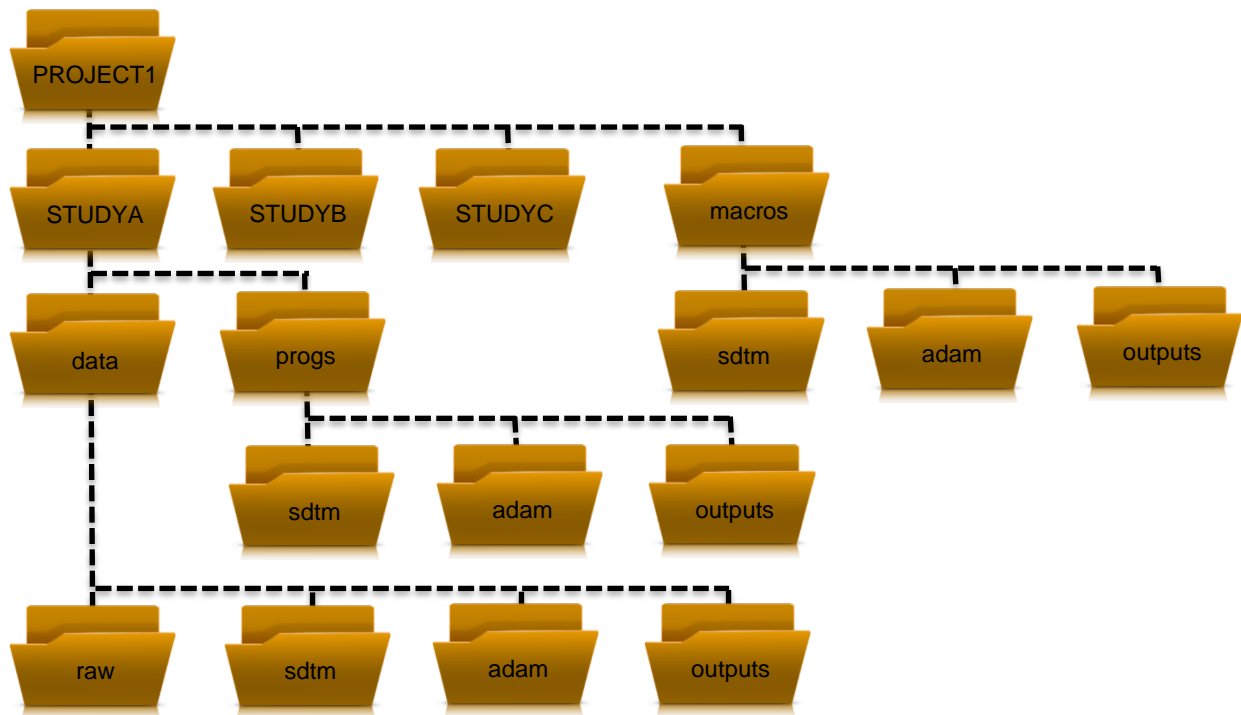 PROJECT1
STUDYA
STUDYB
STUDYC
macros
data
progs
sdtm
adam
outputs
sdtm
adam
outputs
raw
sdtm
adam
outputs